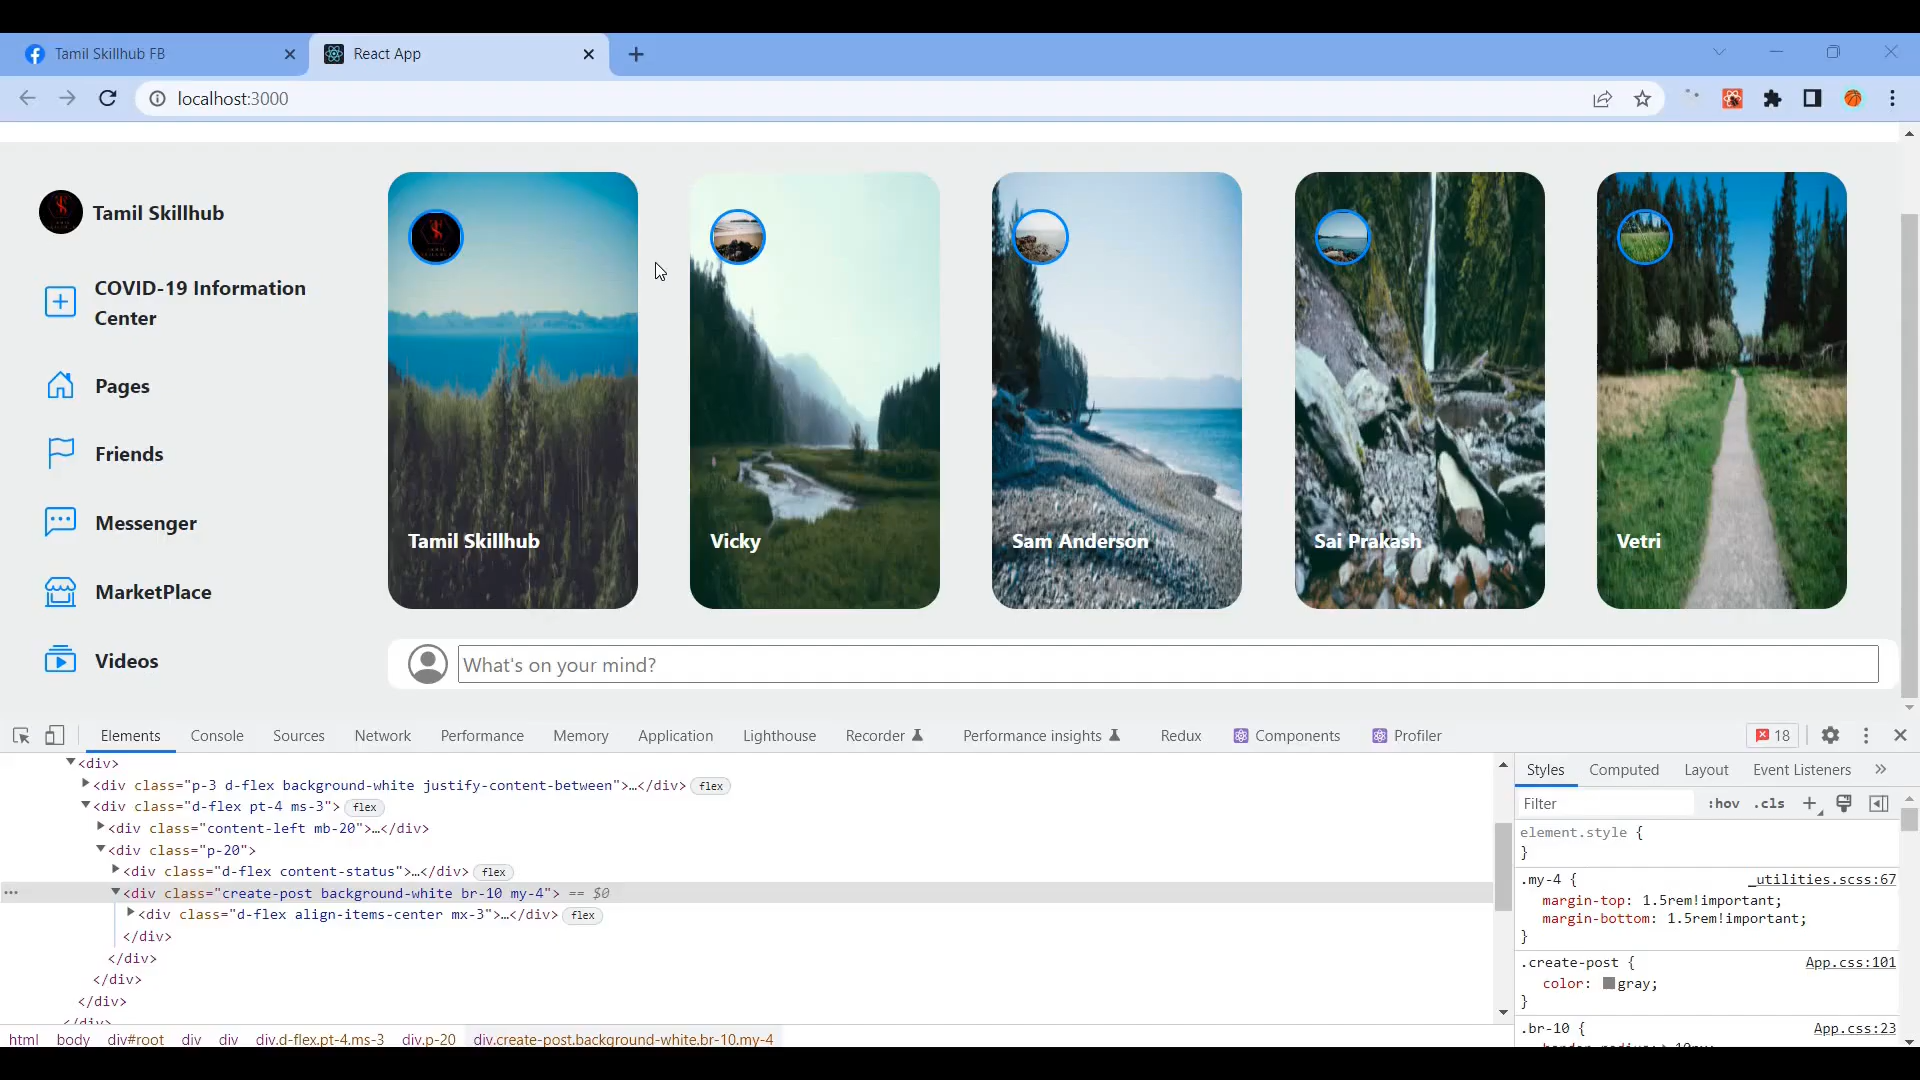 Tamil Skillhub FB
React App
localhost:3000
Tamil Skillhub
COVID-19 Information
Center
Pages
Friends
Messenger
MarketPlace
Videos
Tamil Skillhub
Vicky
Sam Anderson
Sai Prakash
Vetri
What's on your mind?
Elements Console Sources Network Performance Memory Application Lighthouse Recorder Performance insights Redux Components Profiler 18
<div>
<div class="p-3 d-flex background-white justify-content-between">…</div> flex
<div class="d-flex pt-4 ms-3"> flex
<div class="content-left mb-20">…</div>
<div class="p-20">
<div class="d-flex content-status">…</div> flex
<div class="create-post background-white br-10 my-4"> == $0
<div class="d-flex align-items-center mx-3">…</div> flex
</div>
</div>
</div>
</div>
</div>
html body div#root div div div.d-flex.pt-4.ms-3 div.p-20 div.create-post.background-white.br-10.my-4
Styles Computed Layout Event Listeners »
Filter :hov .cls
element.style {
}
.my-4 { _utilities.scss:67
margin-top: 1.5rem!important;
margin-bottom: 1.5rem!important;
}
.create-post { App.css:101
color: gray;
}
.br-10 { App.css:23